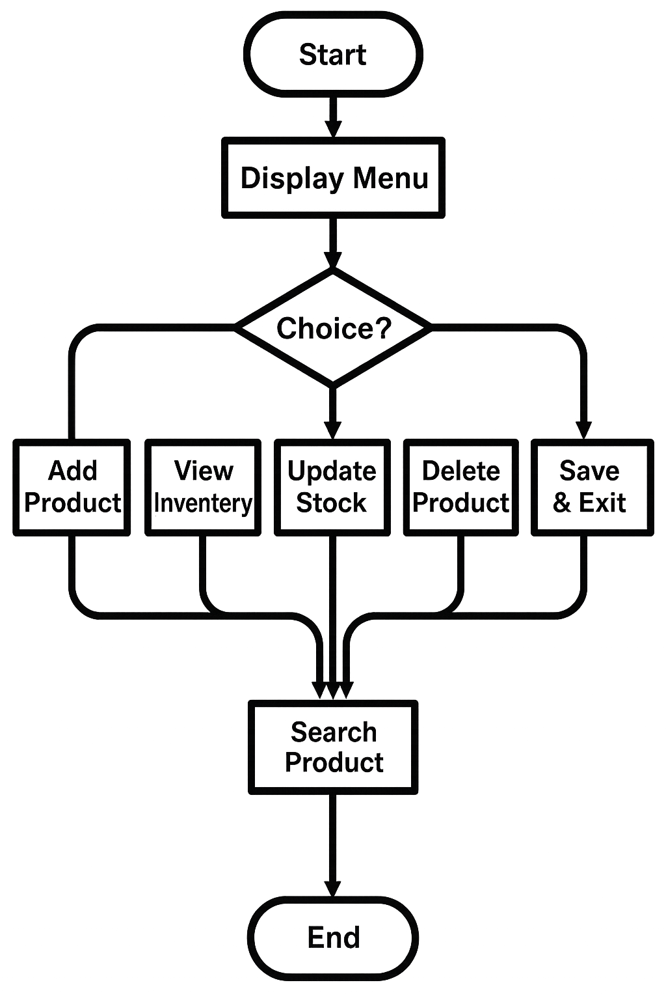 Start
Display Menu
Choice?
Add
Product
View
Inventery
Update
Stock
Delete
Product
Save
& Exit
Search
Product
End